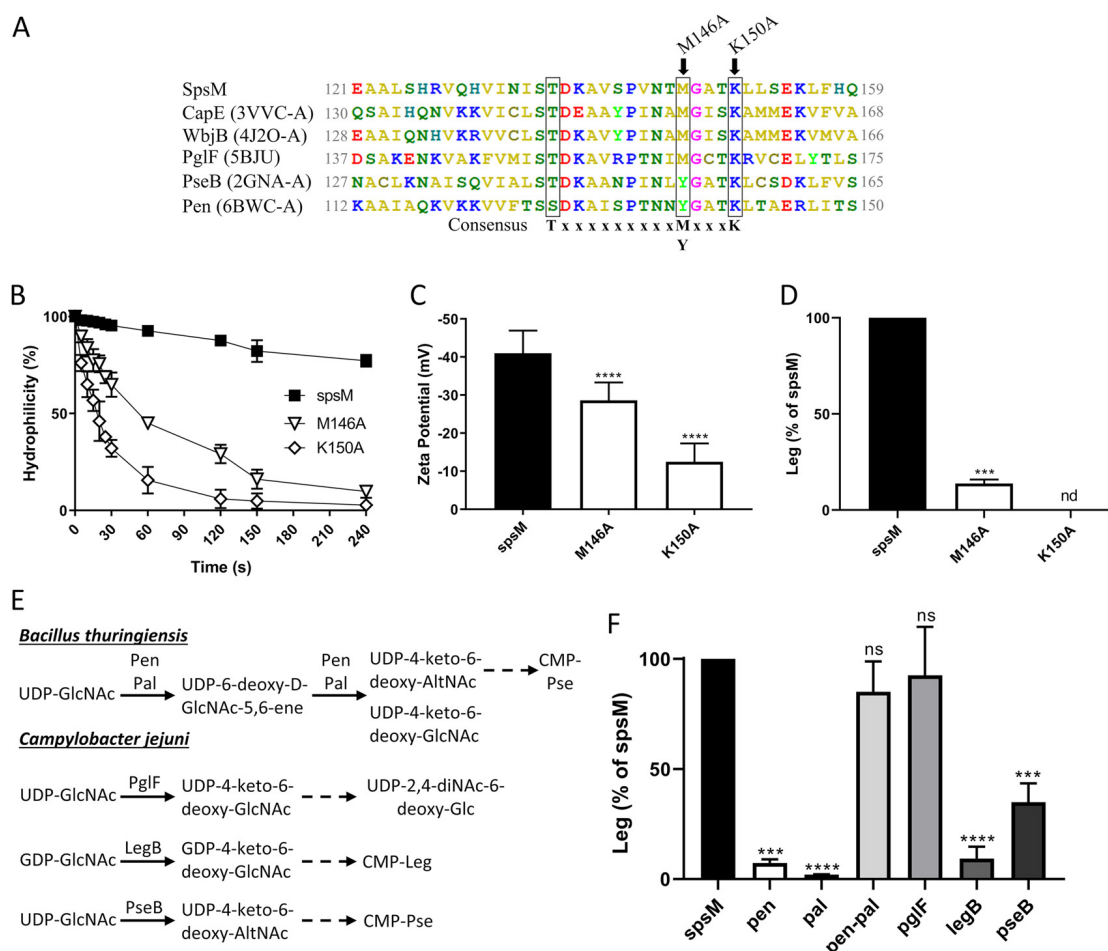 A
M146A
K150A
SpsM 121 EAALSHRVQHVINISTDKAVSPVNTMGATKLLSEKLFHQ 159
CapE (3VVC-A) 130 QSAIHQNVKKVICLSTDEAAYPINAMGISKAMMEKVFVA 168
WbjB (4J2O-A) 128 EAAIQNHVKRVVCLSTDKAVYPINAMGISKAMMEKVMVA 166
PglF (5BJU) 137 DSAKENKVAKFVMISTDKAVRPTNIMGCTKRVCELYTLS 175
PseB (2GNA-A) 127 NACLKNAISQVIALSTDKAANPINLYGATKLCSDKLFVS 165
Pen (6BWC-A) 112 KAAIAQKVKKVVFTSSDKAISPTNNYGATKLTAERLITS 150
Consensus T x x x x x x x x x M x x x K
Y
B
Hydrophilicity (%)
100
50
0
spsM
M146A
K150A
0 30 60 90 120 150 180 210 240
Time (s)
C
Zeta Potential (mV)
-50
-40
-30
-20
-10
0
****
****
spsM
M146A
K150A
D
Leg (% of spsM)
100
50
0
***
nd
spsM
M146A
K150A
E
Bacillus thuringiensis
UDP-GlcNAc
Pen
Pal
UDP-6-deoxy-D-
GlcNAc-5,6-ene
Pen
Pal
UDP-4-keto-6-
deoxy-AltNAc
UDP-4-keto-6-
deoxy-GlcNAc
CMP-
Pse
Campylobacter jejuni
UDP-GlcNAc
PglF
UDP-4-keto-6-
deoxy-GlcNAc
UDP-2,4-diNAc-6-
deoxy-Glc
GDP-GlcNAc
LegB
GDP-4-keto-6-
deoxy-GlcNAc
CMP-Leg
UDP-GlcNAc
PseB
UDP-4-keto-6-
deoxy-AltNAc
CMP-Pse
F
Leg (% of spsM)
100
50
0
***
****
ns
ns
****
***
spsM
pen
pal
pen-pal
pglF
legB
pseB